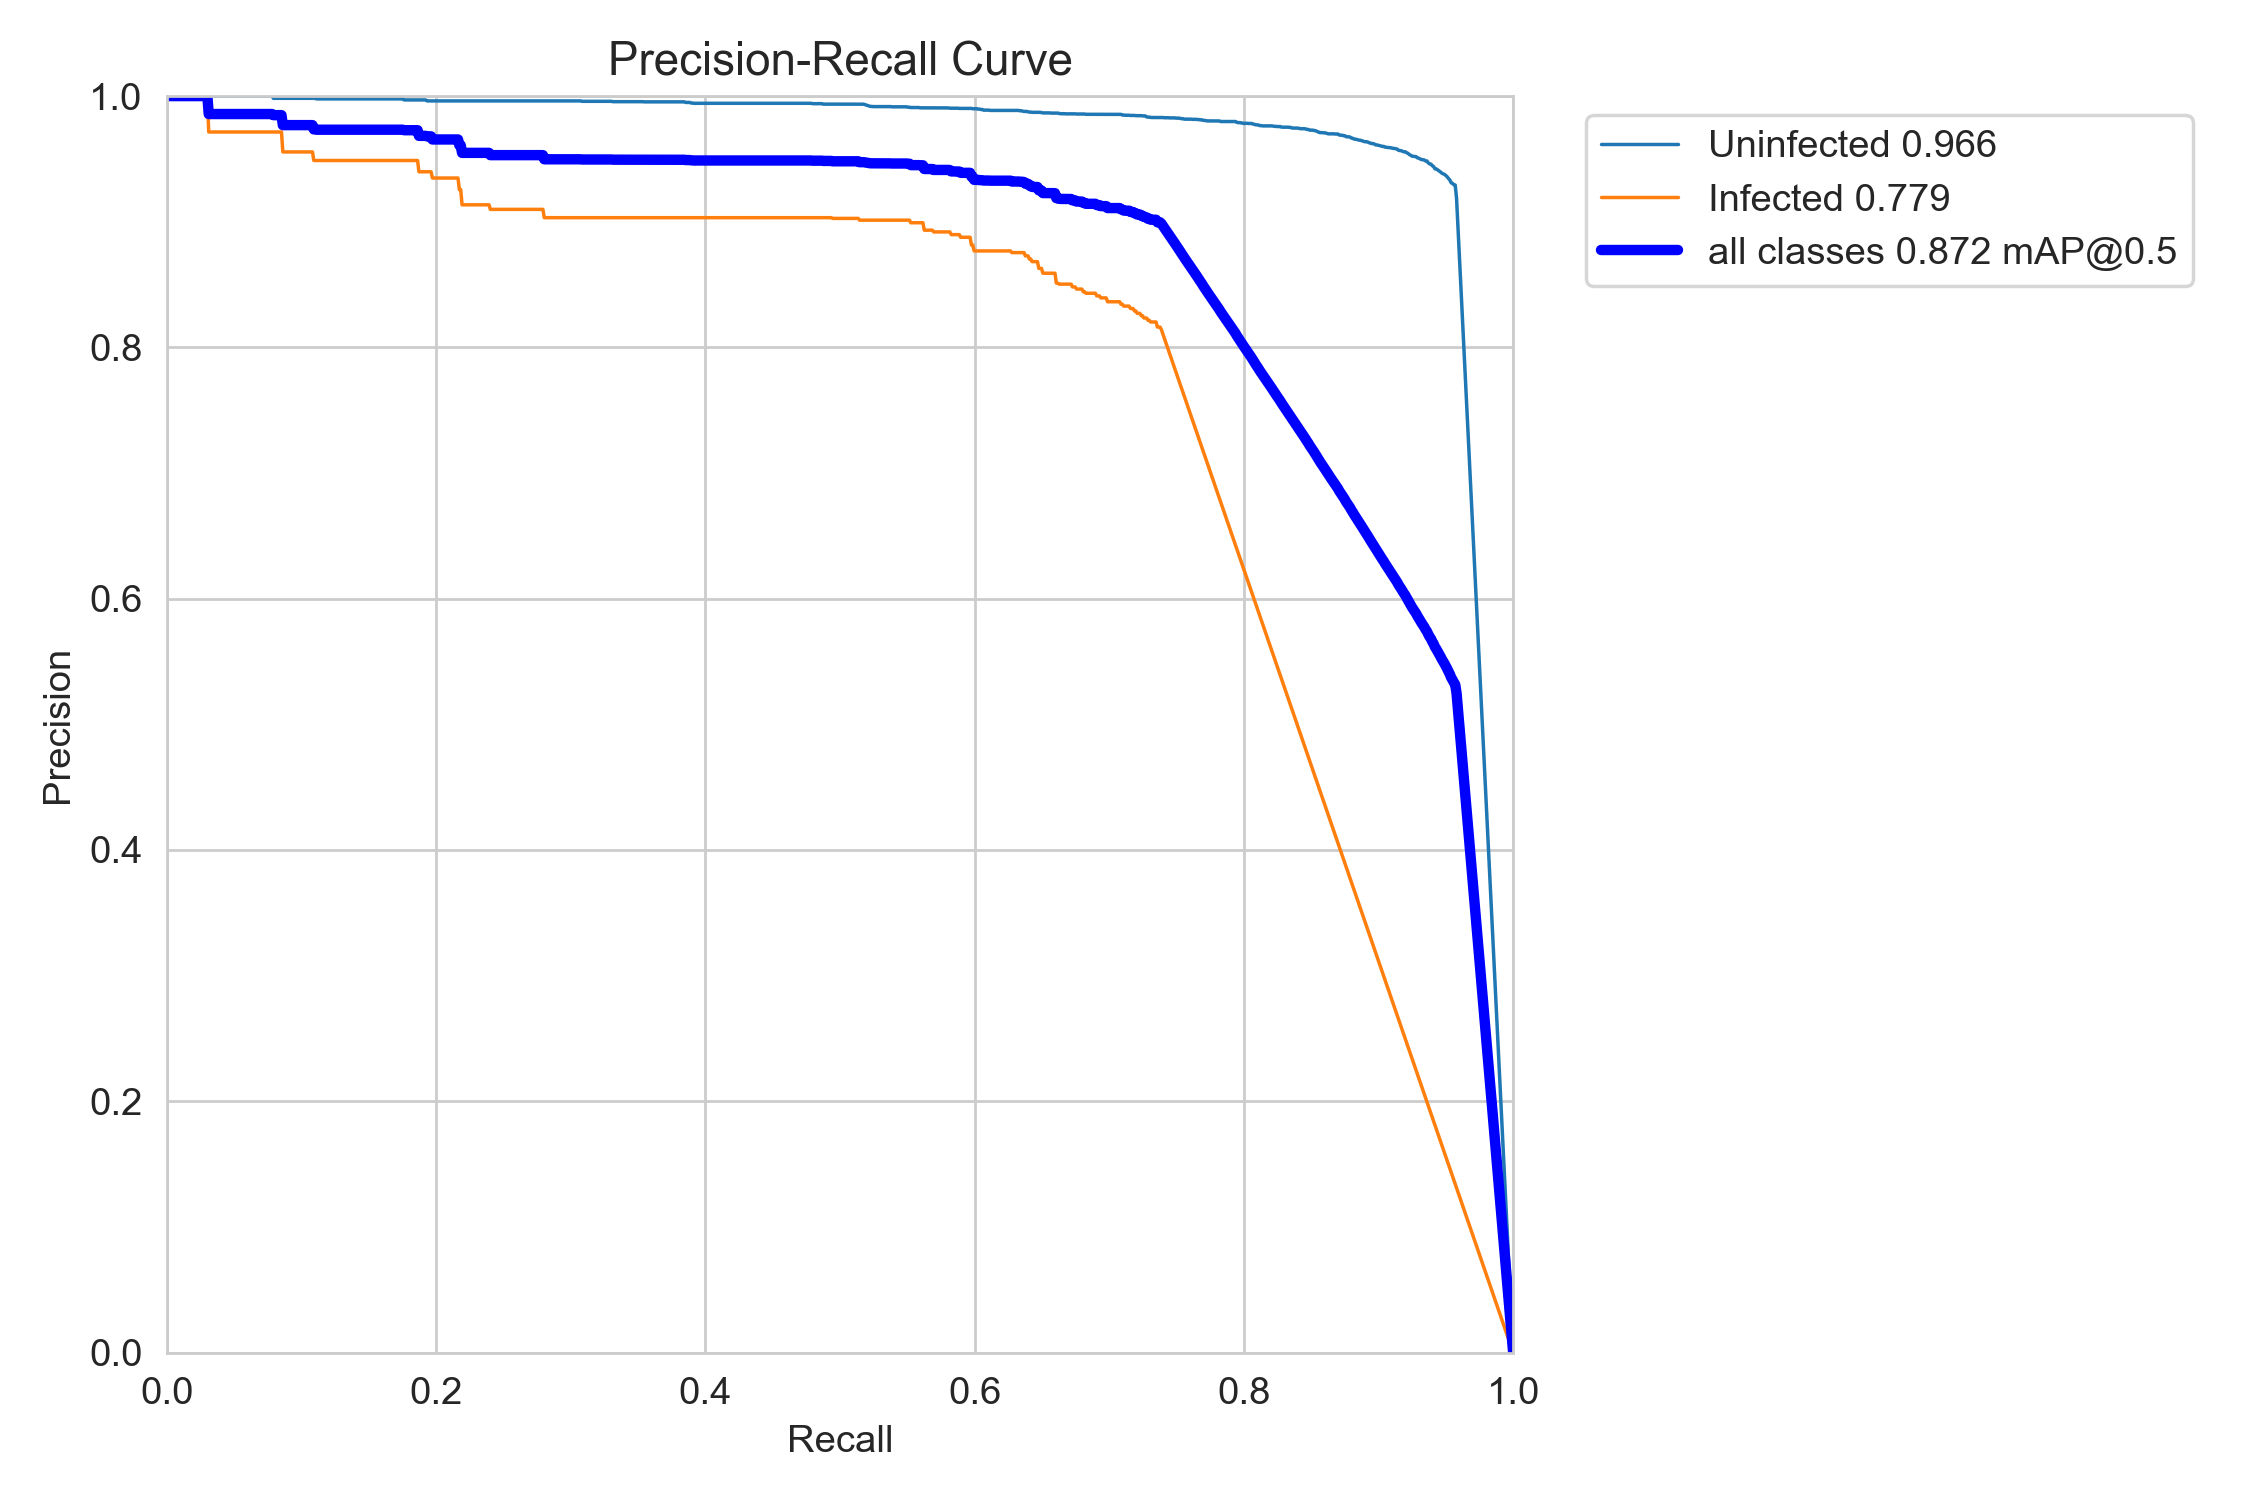 Precision-Recall Curve
1.0
0.8
0.6
0.4
0.2
0.0
Precision
0.0 0.2 0.4 0.6 0.8 1.0
Recall
Uninfected 0.966
Infected 0.779
all classes 0.872 mAP@0.5